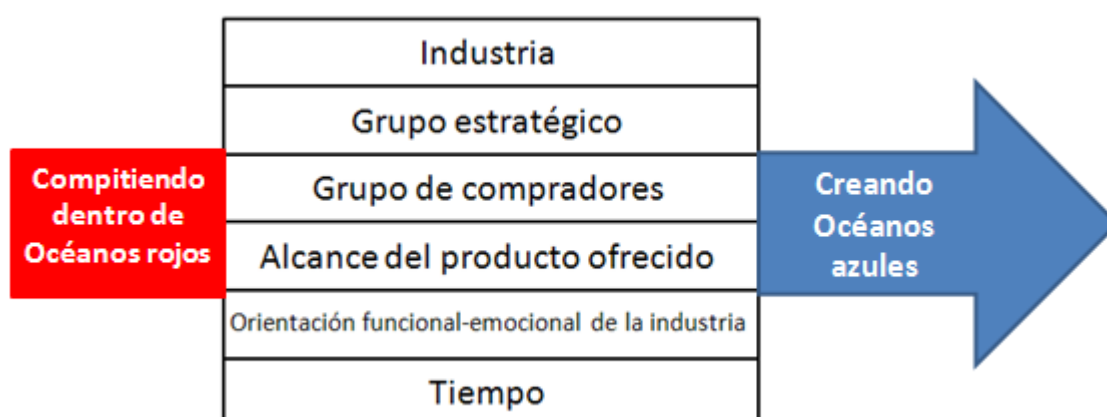 Industria
Grupo estratégico
Compitiendo
dentro de
Océanos rojos
Grupo de compradores
Alcance del producto ofrecido
Orientación funcional-emocional de la industria
Tiempo
Creando
Océanos
azules